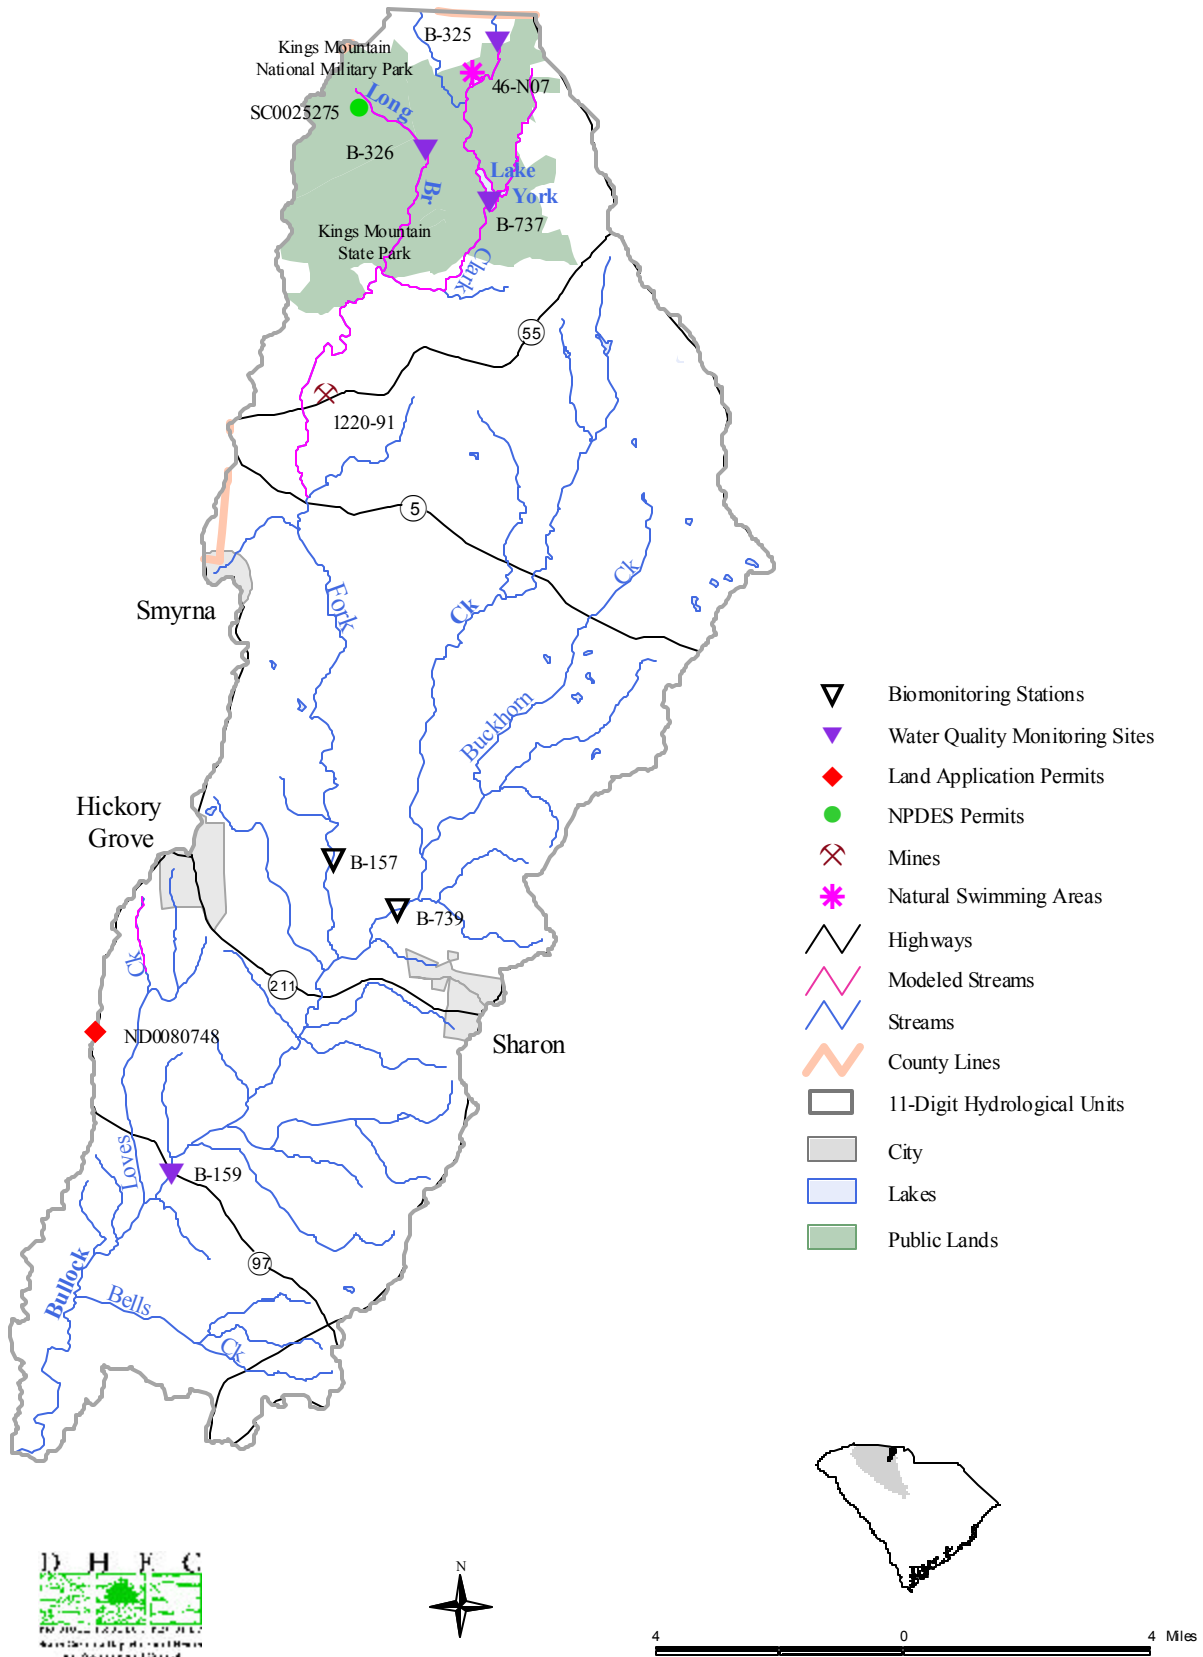 B-325
Kings Mountain
National Military Park
46-N07
Long
SC0025275
B-326
Lake
York
Br
B-737
Kings Mountain
State Park
Clark
55
1220-91
5
Ck
Fork
Ck
Smyrna
Buckhorn
Hickory
Grove
B-157
B-739
Ck
211
ND0080748
Sharon
Loves
B-159
97
Bullock
Bells
Ck
Biomonitoring Stations
Water Quality Monitoring Sites
Land Application Permits
NPDES Permits
Mines
Natural Swimming Areas
Highways
Modeled Streams
Streams
County Lines
11-Digit Hydrological Units
City
Lakes
Public Lands
D H E C
N
4 0 4 Miles